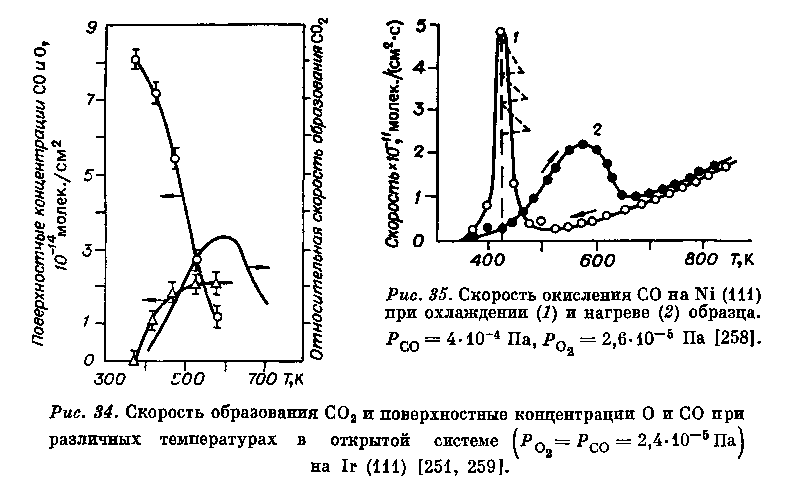 Поверхностные концентрации CO и O,
10⁻¹⁴ молек./см²
9
7
5
3
1
0
300
500
700 T,K
Относительная скорость образования CO₂
Скорость×10⁻¹¹, молек./(см²·с)
5
4
3
2
1
0
1
2
400
600
800 T,K
Рис. 35. Скорость окисления CO на Ni (111)
при охлаждении (1) и нагреве (2) образца.
P_CO = 4·10⁻⁴ Па, P_O₂ = 2,6·10⁻⁵ Па [258].
Рис. 34. Скорость образования CO₂ и поверхностные концентрации O и CO при
различных температурах в открытой системе (P_O₂ = P_CO = 2,4·10⁻⁵ Па)
на Ir (111) [251, 259].